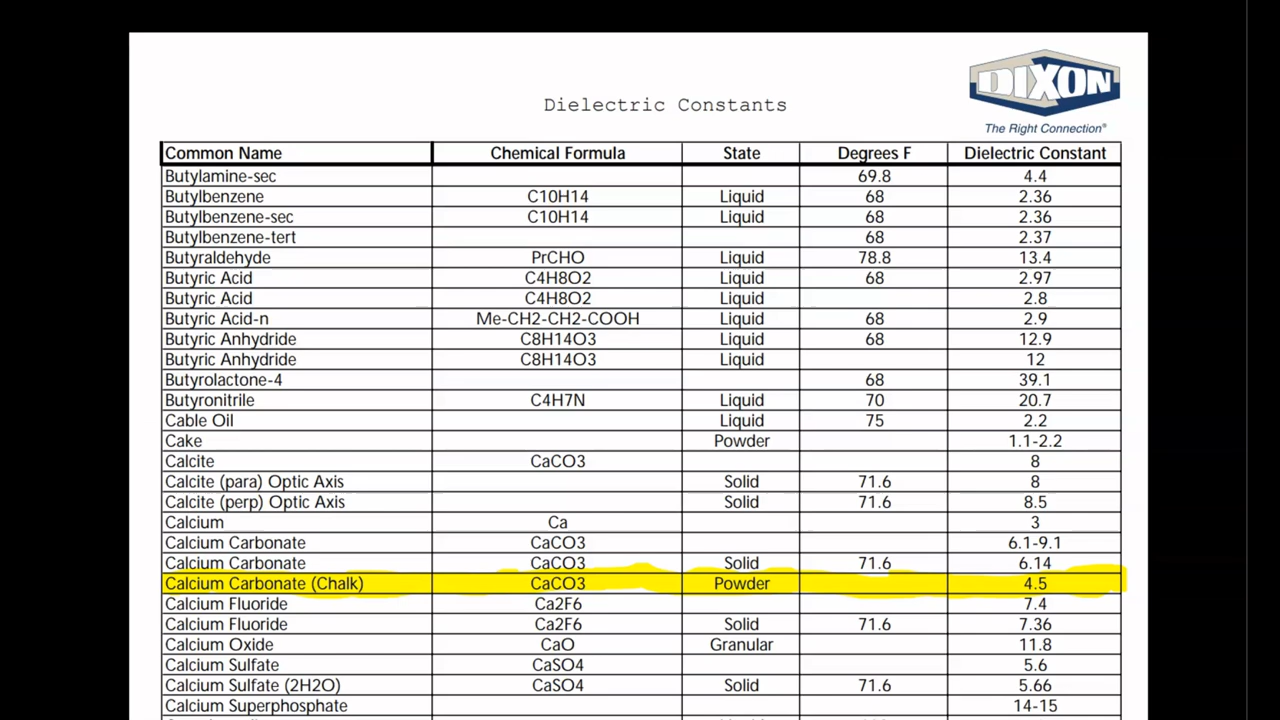 DIXON
The Right Connection®
Dielectric Constants
Common Name Chemical Formula State Degrees F Dielectric Constant
Butylamine-sec 69.8 4.4
Butylbenzene C10H14 Liquid 68 2.36
Butylbenzene-sec C10H14 Liquid 68 2.36
Butylbenzene-tert 68 2.37
Butyraldehyde PrCHO Liquid 78.8 13.4
Butyric Acid C4H8O2 Liquid 68 2.97
Butyric Acid C4H8O2 Liquid 2.8
Butyric Acid-n Me-CH2-CH2-COOH Liquid 68 2.9
Butyric Anhydride C8H14O3 Liquid 68 12.9
Butyric Anhydride C8H14O3 Liquid 12
Butyrolactone-4 68 39.1
Butyronitrile C4H7N Liquid 70 20.7
Cable Oil Liquid 75 2.2
Cake Powder 1.1-2.2
Calcite CaCO3 8
Calcite (para) Optic Axis Solid 71.6 8
Calcite (perp) Optic Axis Solid 71.6 8.5
Calcium Ca 3
Calcium Carbonate CaCO3 6.1-9.1
Calcium Carbonate CaCO3 Solid 71.6 6.14
Calcium Carbonate (Chalk) CaCO3 Powder 4.5
Calcium Fluoride Ca2F6 7.4
Calcium Fluoride Ca2F6 Solid 71.6 7.36
Calcium Oxide CaO Granular 11.8
Calcium Sulfate CaSO4 5.6
Calcium Sulfate (2H2O) CaSO4 Solid 71.6 5.66
Calcium Superphosphate 14-15